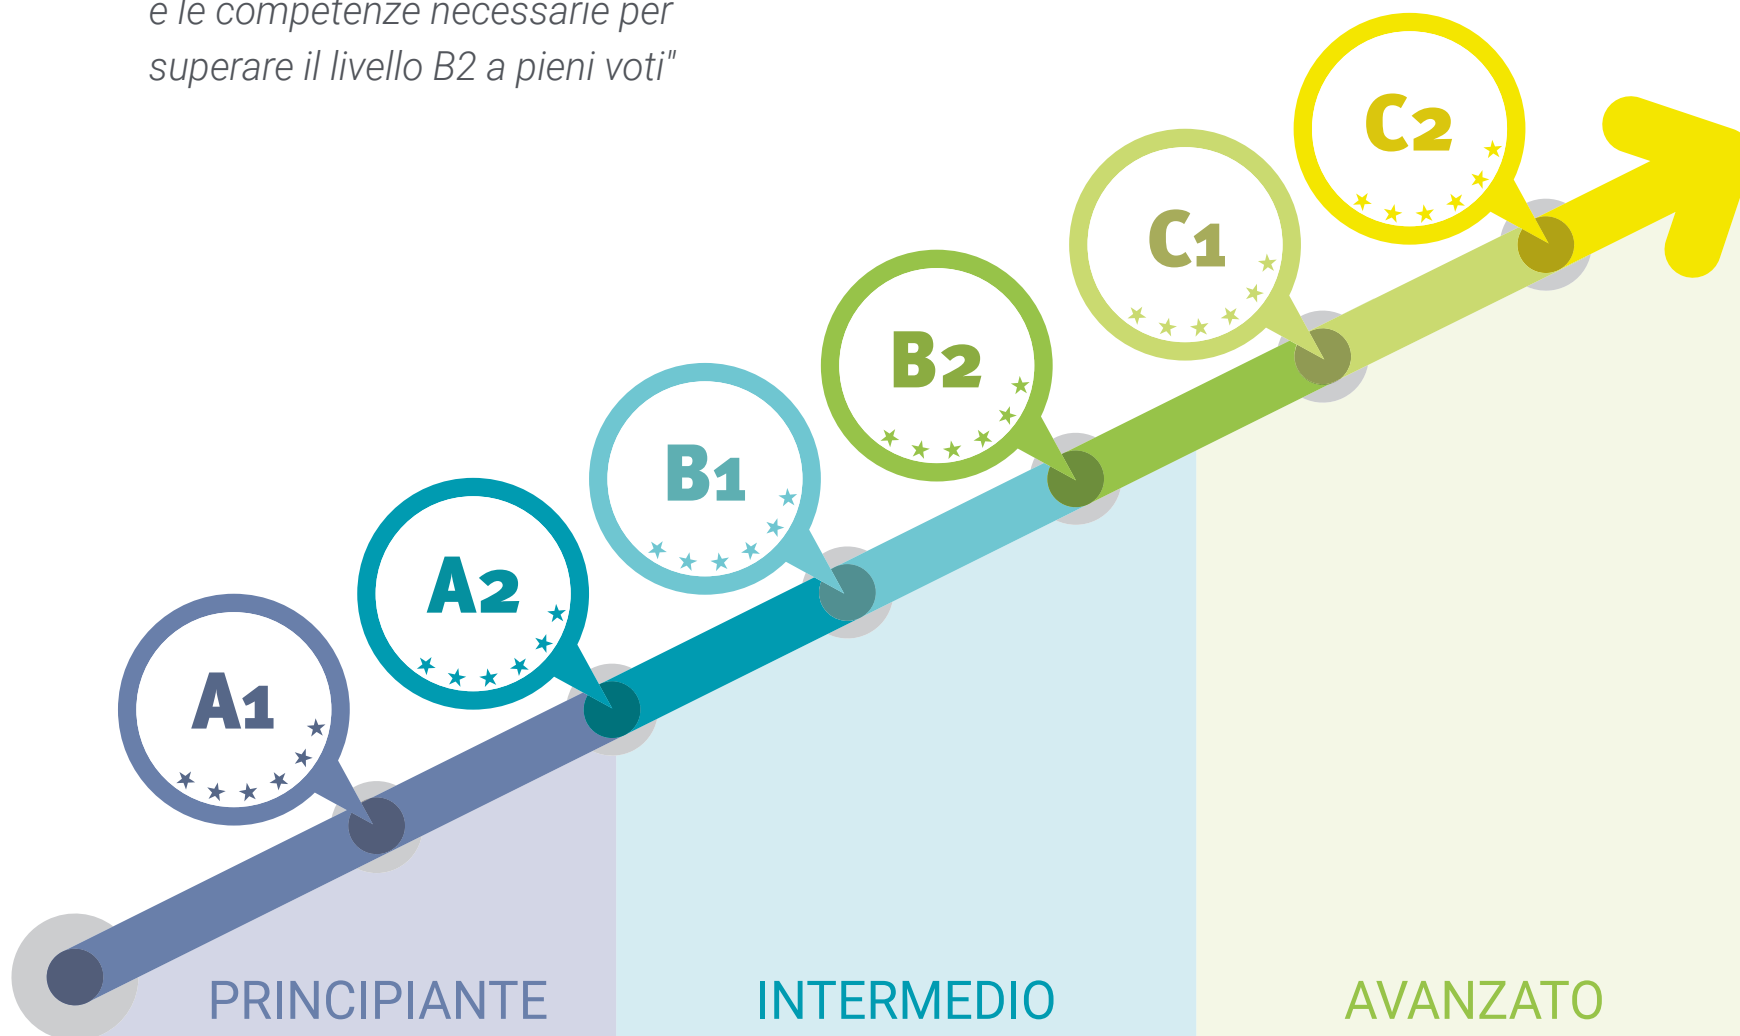 e le competenze necessarie per
superare il livello B2 a pieni voti"
C2
C1
B2
B1
A2
A1
PRINCIPIANTE
INTERMEDIO
AVANZATO